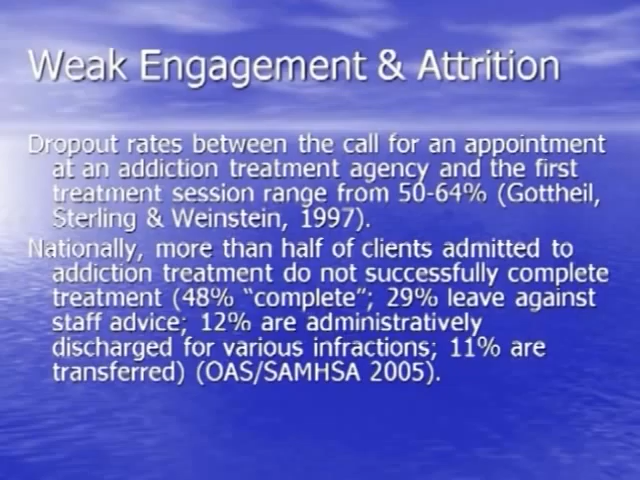 Weak Engagement & Attrition
Dropout rates between the call for an appointment
at an addiction treatment agency and the first
treatment session range from 50-64% (Gottheil,
Sterling & Weinstein, 1997).
Nationally, more than half of clients admitted to
addiction treatment do not successfully complete
treatment (48% “complete”; 29% leave against
staff advice; 12% are administratively
discharged for various infractions; 11% are
transferred) (OAS/SAMHSA 2005).